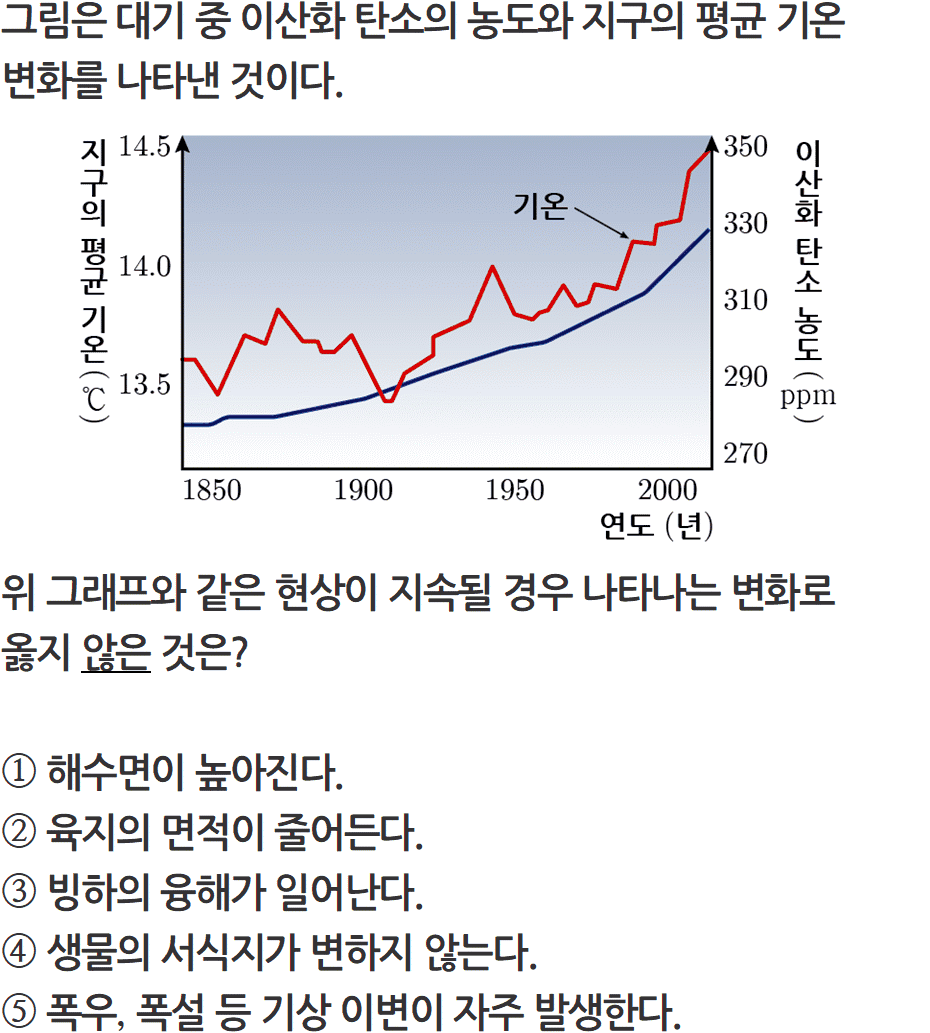 그림은 대기 중 이산화 탄소의 농도와 지구의 평균 기온
변화를 나타낸 것이다.
지구의 평균 기온(℃)
14.5
14.0
13.5
기온
350
330
310
290
270
이산화 탄소 농도(ppm)
1850 1900 1950 2000
연도 (년)
위 그래프와 같은 현상이 지속될 경우 나타나는 변화로
옳지 않은 것은?
① 해수면이 높아진다.
② 육지의 면적이 줄어든다.
③ 빙하의 융해가 일어난다.
④ 생물의 서식지가 변하지 않는다.
⑤ 폭우, 폭설 등 기상 이변이 자주 발생한다.